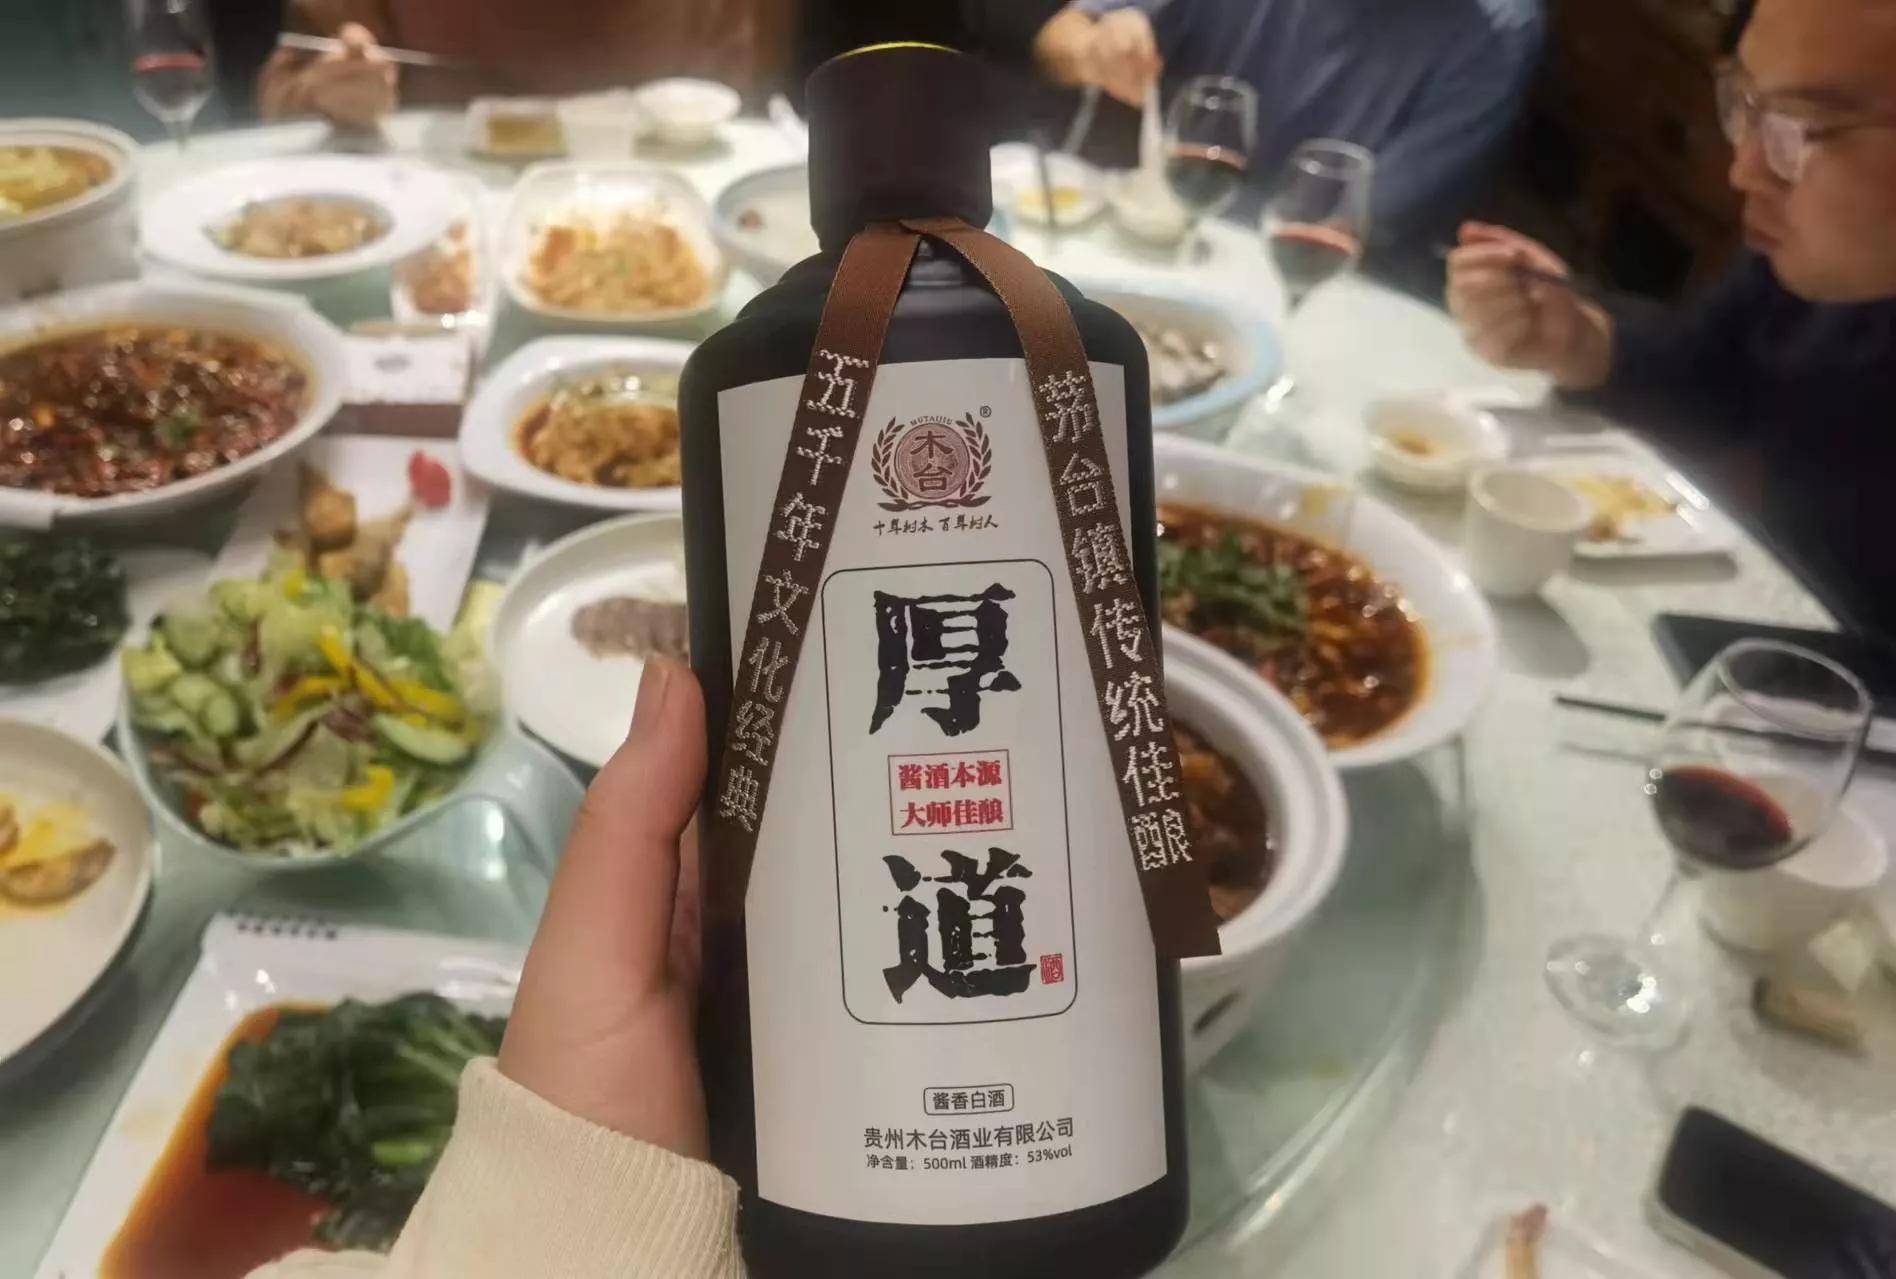 五千年文化经典
茅台镇传统佳酿
MUTAIJIU
®
木台
十年树木 百年树人
厚
酱酒本源
大师佳酿
道
酒
酱香白酒
贵州木台酒业有限公司
净含量：500ml 酒精度：53%vol